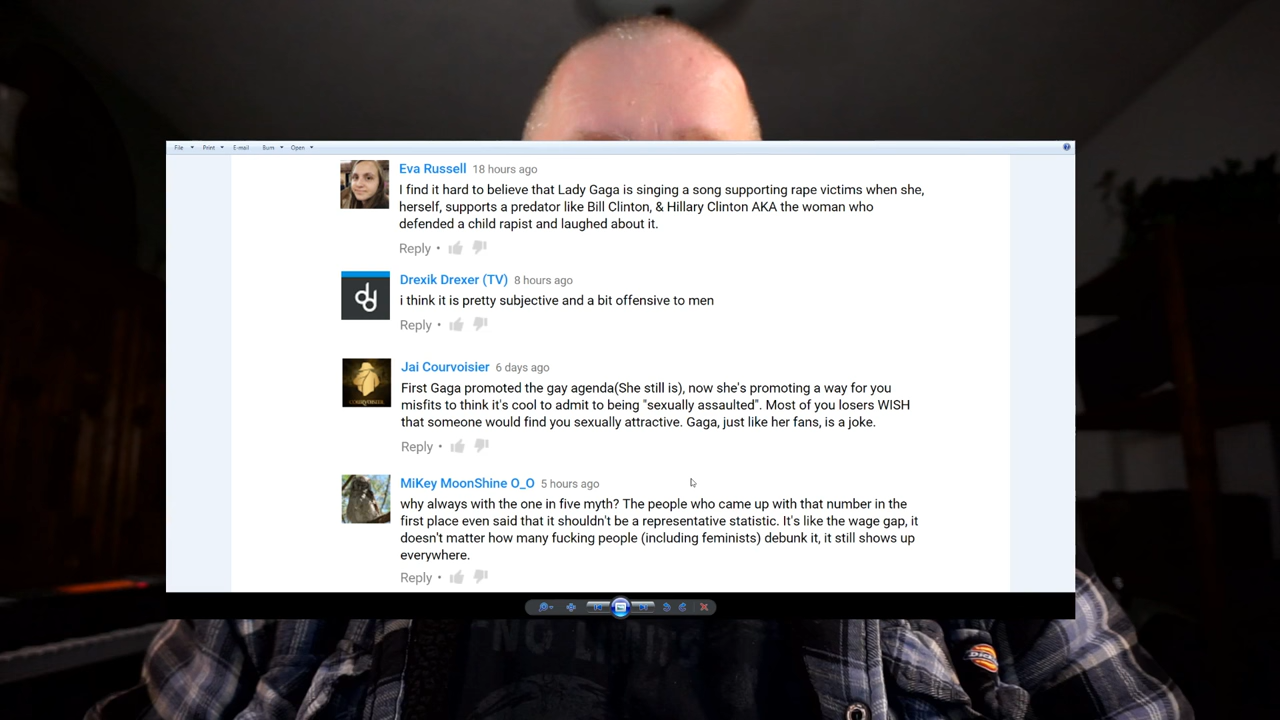 File Print E-mail Burn Open
Eva Russell 18 hours ago
I find it hard to believe that Lady Gaga is singing a song supporting rape victims when she,
herself, supports a predator like Bill Clinton, & Hillary Clinton AKA the woman who
defended a child rapist and laughed about it.
Reply •
Drexik Drexer (TV) 8 hours ago
i think it is pretty subjective and a bit offensive to men
Reply •
Jai Courvoisier 6 days ago
First Gaga promoted the gay agenda(She still is), now she's promoting a way for you
misfits to think it's cool to admit to being "sexually assaulted". Most of you losers WISH
that someone would find you sexually attractive. Gaga, just like her fans, is a joke.
Reply •
MiKey MoonShine O_O 5 hours ago
why always with the one in five myth? The people who came up with that number in the
first place even said that it shouldn't be a representative statistic. It's like the wage gap, it
doesn't matter how many fucking people (including feminists) debunk it, it still shows up
everywhere.
Reply •
NO LIMITS